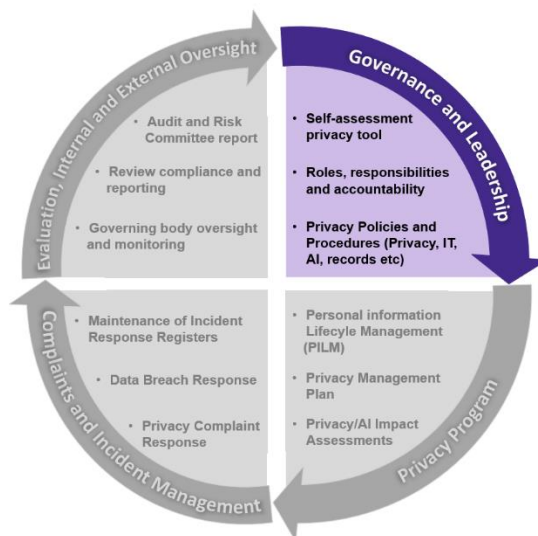 Evaluation, Internal and External Oversight
• Audit and Risk
Committee report
• Review compliance and
reporting
• Governing body oversight
and monitoring
Governance and Leadership
• Self-assessment
privacy tool
• Roles, responsibilities
and accountability
• Privacy Policies and
Procedures (Privacy, IT,
AI, records etc)
Complaints and Incident Management
• Maintenance of Incident
Response Registers
• Data Breach Response
• Privacy Complaint
Response
• Personal information
Lifecyle Management
(PILM)
• Privacy Management
Plan
• Privacy/AI Impact
Assessments
Privacy Program